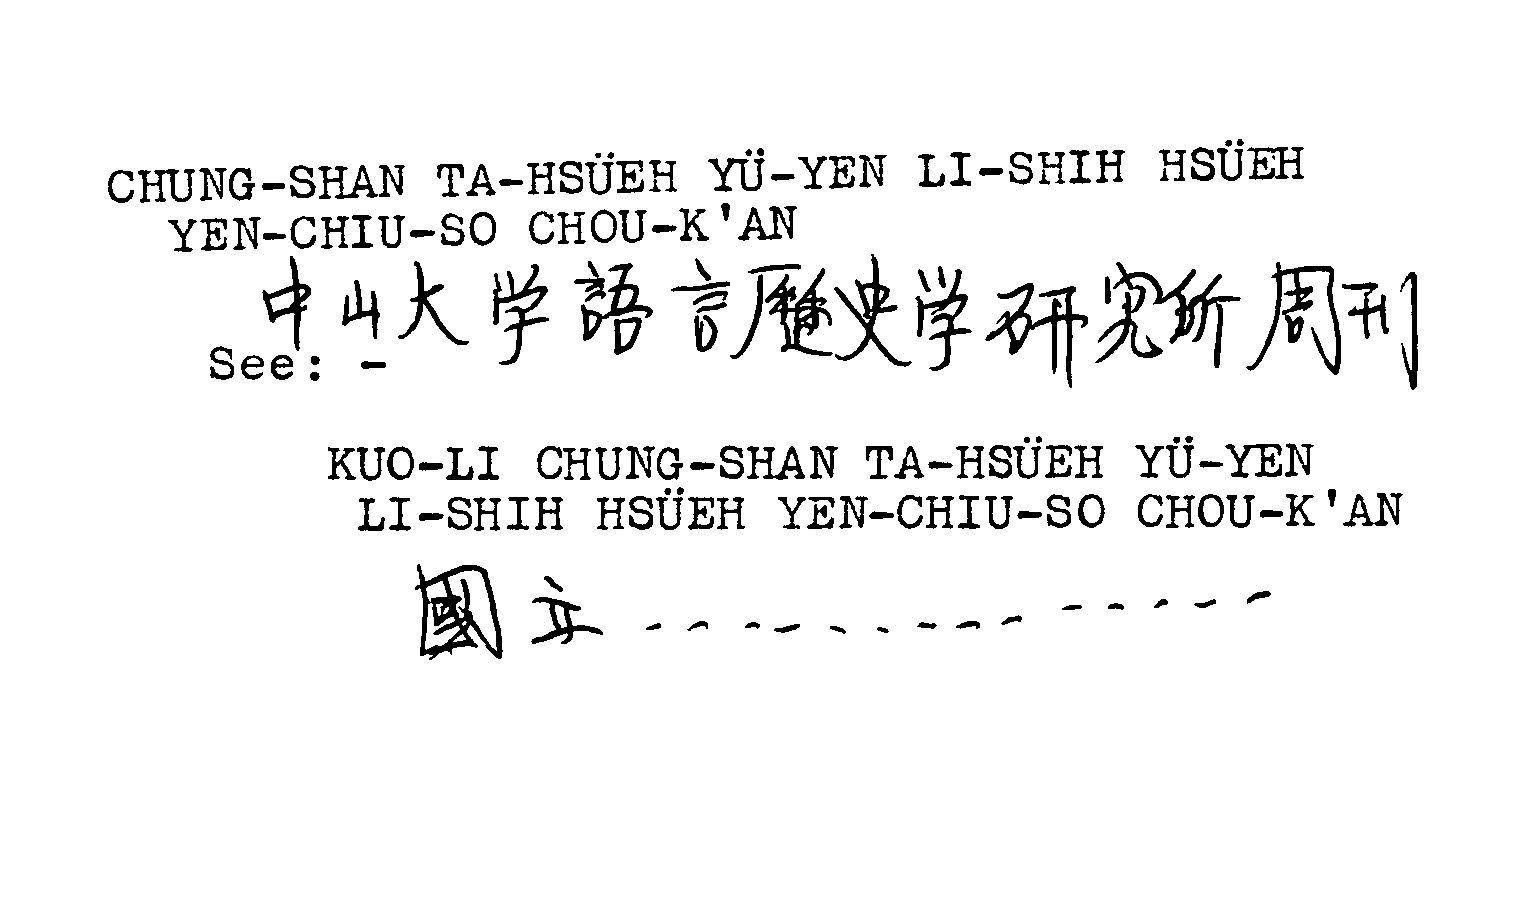 CHUNG-SHAN TA-HSÜEH YÜ-YEN LI-SHIH HSÜEH
YEN-CHIU-SO CHOU-K'AN
中山大学語言歷史学研究所周刊
See: -
KUO-LI CHUNG-SHAN TA-HSÜEH YÜ-YEN
LI-SHIH HSÜEH YEN-CHIU-SO CHOU-K'AN
國立--------------